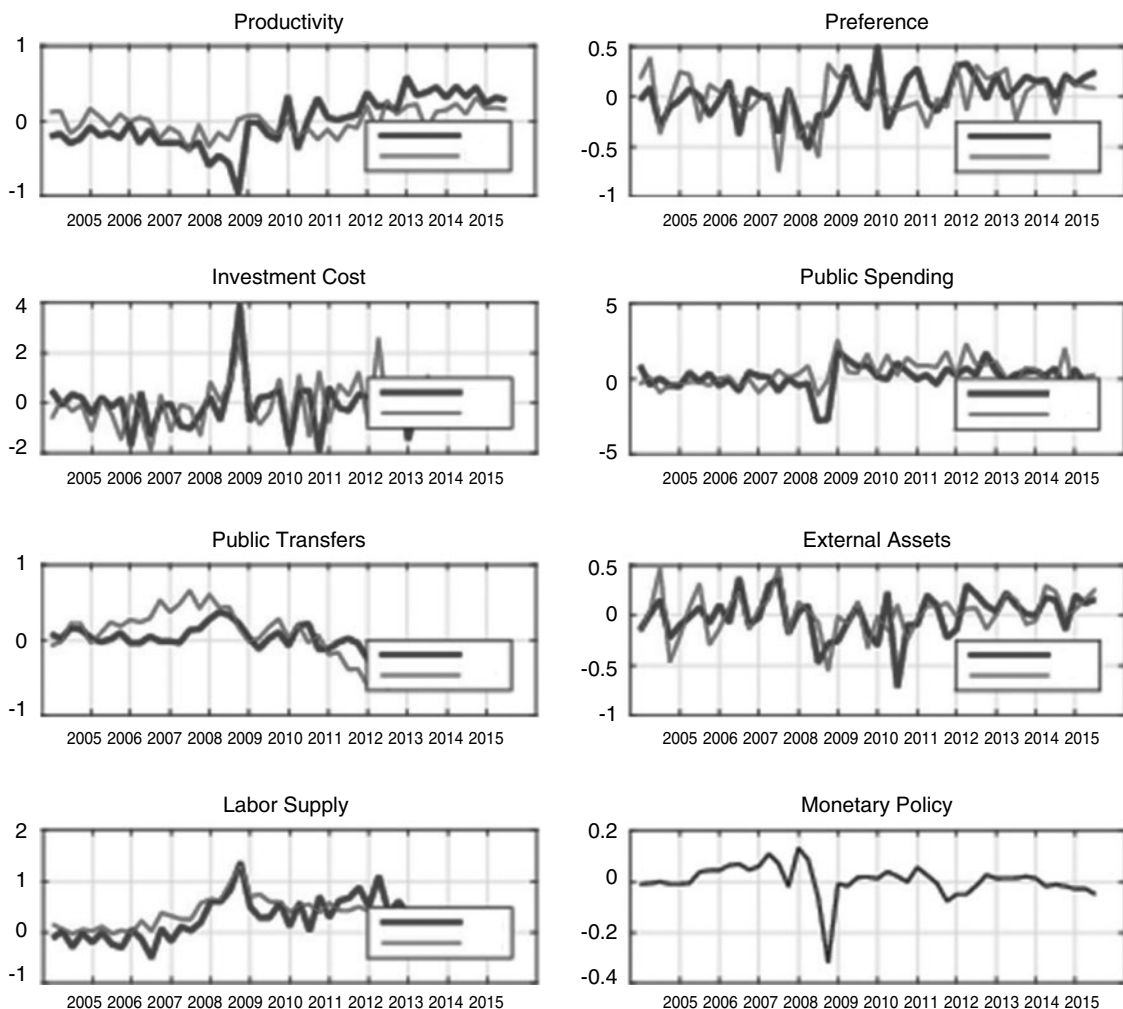 Productivity
1
0
-1
2005 2006 2007 2008 2009 2010 2011 2012 2013 2014 2015
Preference
0.5
0
-0.5
-1
2005 2006 2007 2008 2009 2010 2011 2012 2013 2014 2015
Investment Cost
4
2
0
-2
2005 2006 2007 2008 2009 2010 2011 2012 2013 2014 2015
Public Spending
5
0
-5
2005 2006 2007 2008 2009 2010 2011 2012 2013 2014 2015
Public Transfers
1
0
-1
2005 2006 2007 2008 2009 2010 2011 2012 2013 2014 2015
External Assets
0.5
0
-0.5
-1
2005 2006 2007 2008 2009 2010 2011 2012 2013 2014 2015
Labor Supply
2
1
0
-1
2005 2006 2007 2008 2009 2010 2011 2012 2013 2014 2015
Monetary Policy
0.2
0
-0.2
-0.4
2005 2006 2007 2008 2009 2010 2011 2012 2013 2014 2015